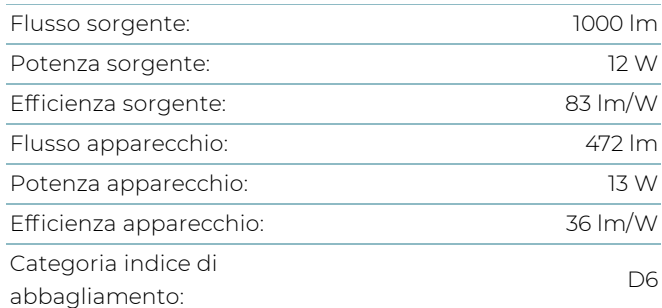 Flusso sorgente: 1000 lm
Potenza sorgente: 12 W
Efficienza sorgente: 83 lm/W
Flusso apparecchio: 472 lm
Potenza apparecchio: 13 W
Efficienza apparecchio: 36 lm/W
Categoria indice di
abbagliamento: D6